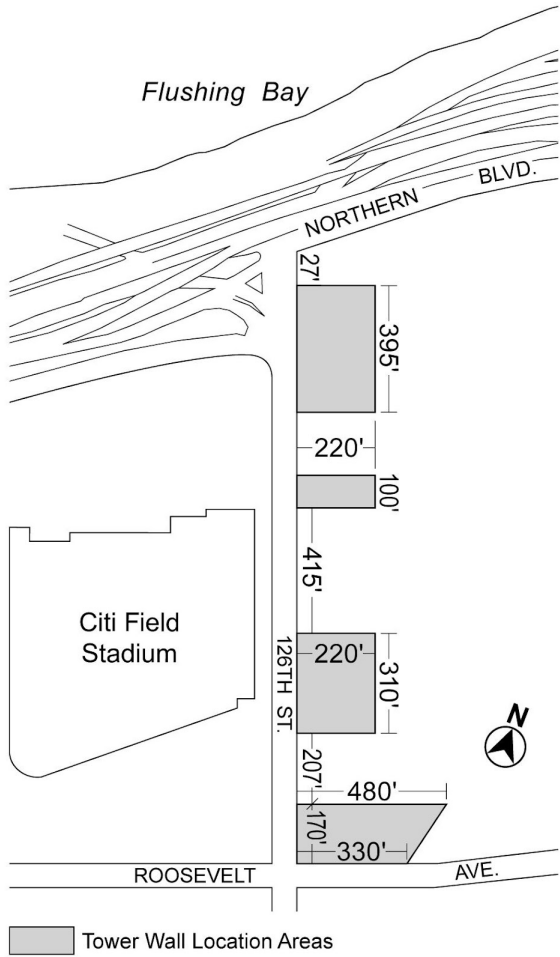 Flushing Bay
NORTHERN BLVD.
27'
395'
220'
100'
415'
Citi Field
Stadium
126TH ST.
220'
310'
N
207'
480'
170'
330'
ROOSEVELT AVE.
Tower Wall Location Areas